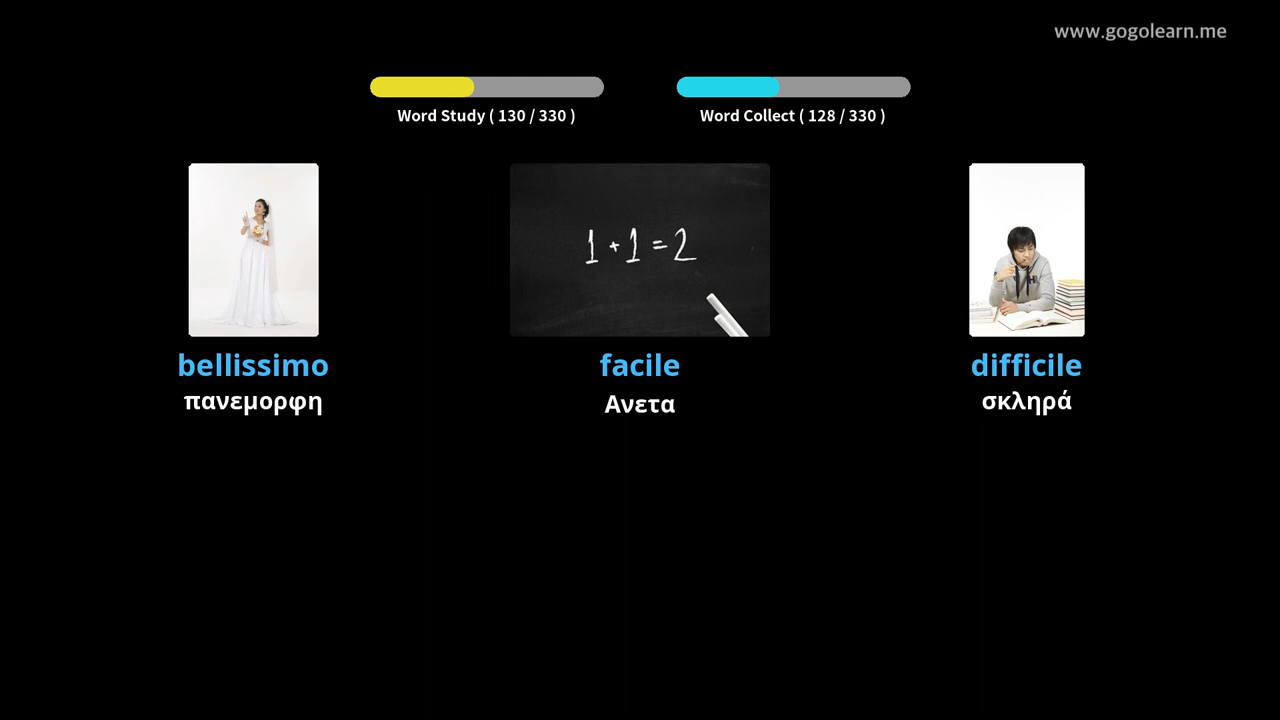 www.gogolearn.me
Word Study ( 130 / 330 )
Word Collect ( 128 / 330 )
1 + 1 = 2
bellissimo
πανεμορφη
facile
Ανετα
difficile
σκληρά